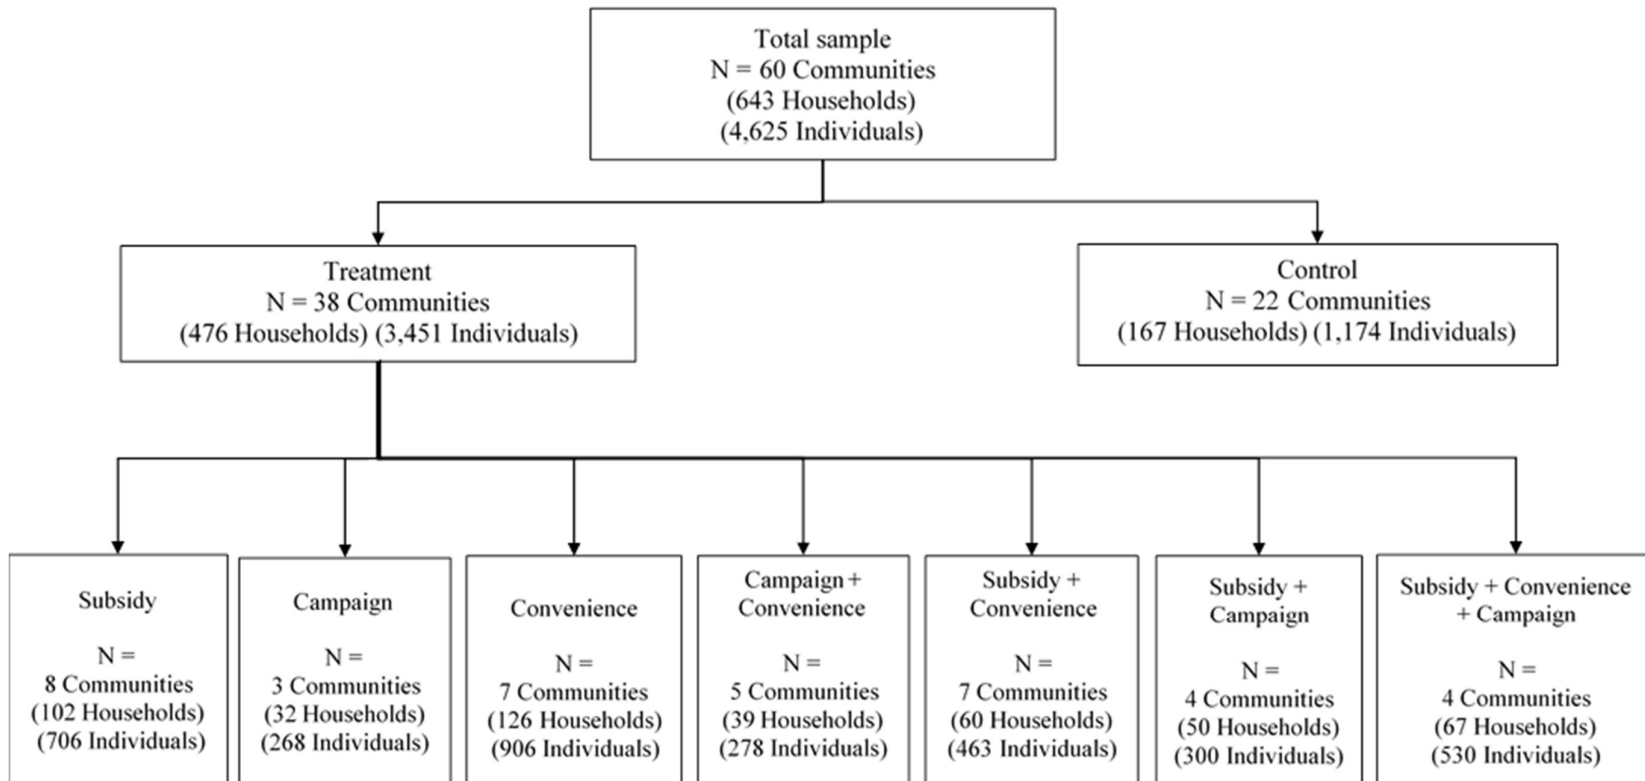 Total sample
N = 60 Communities
(643 Households)
(4,625 Individuals)
Treatment
N = 38 Communities
(476 Households) (3,451 Individuals)
Control
N = 22 Communities
(167 Households) (1,174 Individuals)
Subsidy
N =
8 Communities
(102 Households)
(706 Individuals)
Campaign
N =
3 Communities
(32 Households)
(268 Individuals)
Convenience
N =
7 Communities
(126 Households)
(906 Individuals)
Campaign +
Convenience
N =
5 Communities
(39 Households)
(278 Individuals)
Subsidy +
Convenience
N =
7 Communities
(60 Households)
(463 Individuals)
Subsidy +
Campaign
N =
4 Communities
(50 Households)
(300 Individuals)
Subsidy + Convenience
+ Campaign
N =
4 Communities
(67 Households)
(530 Individuals)